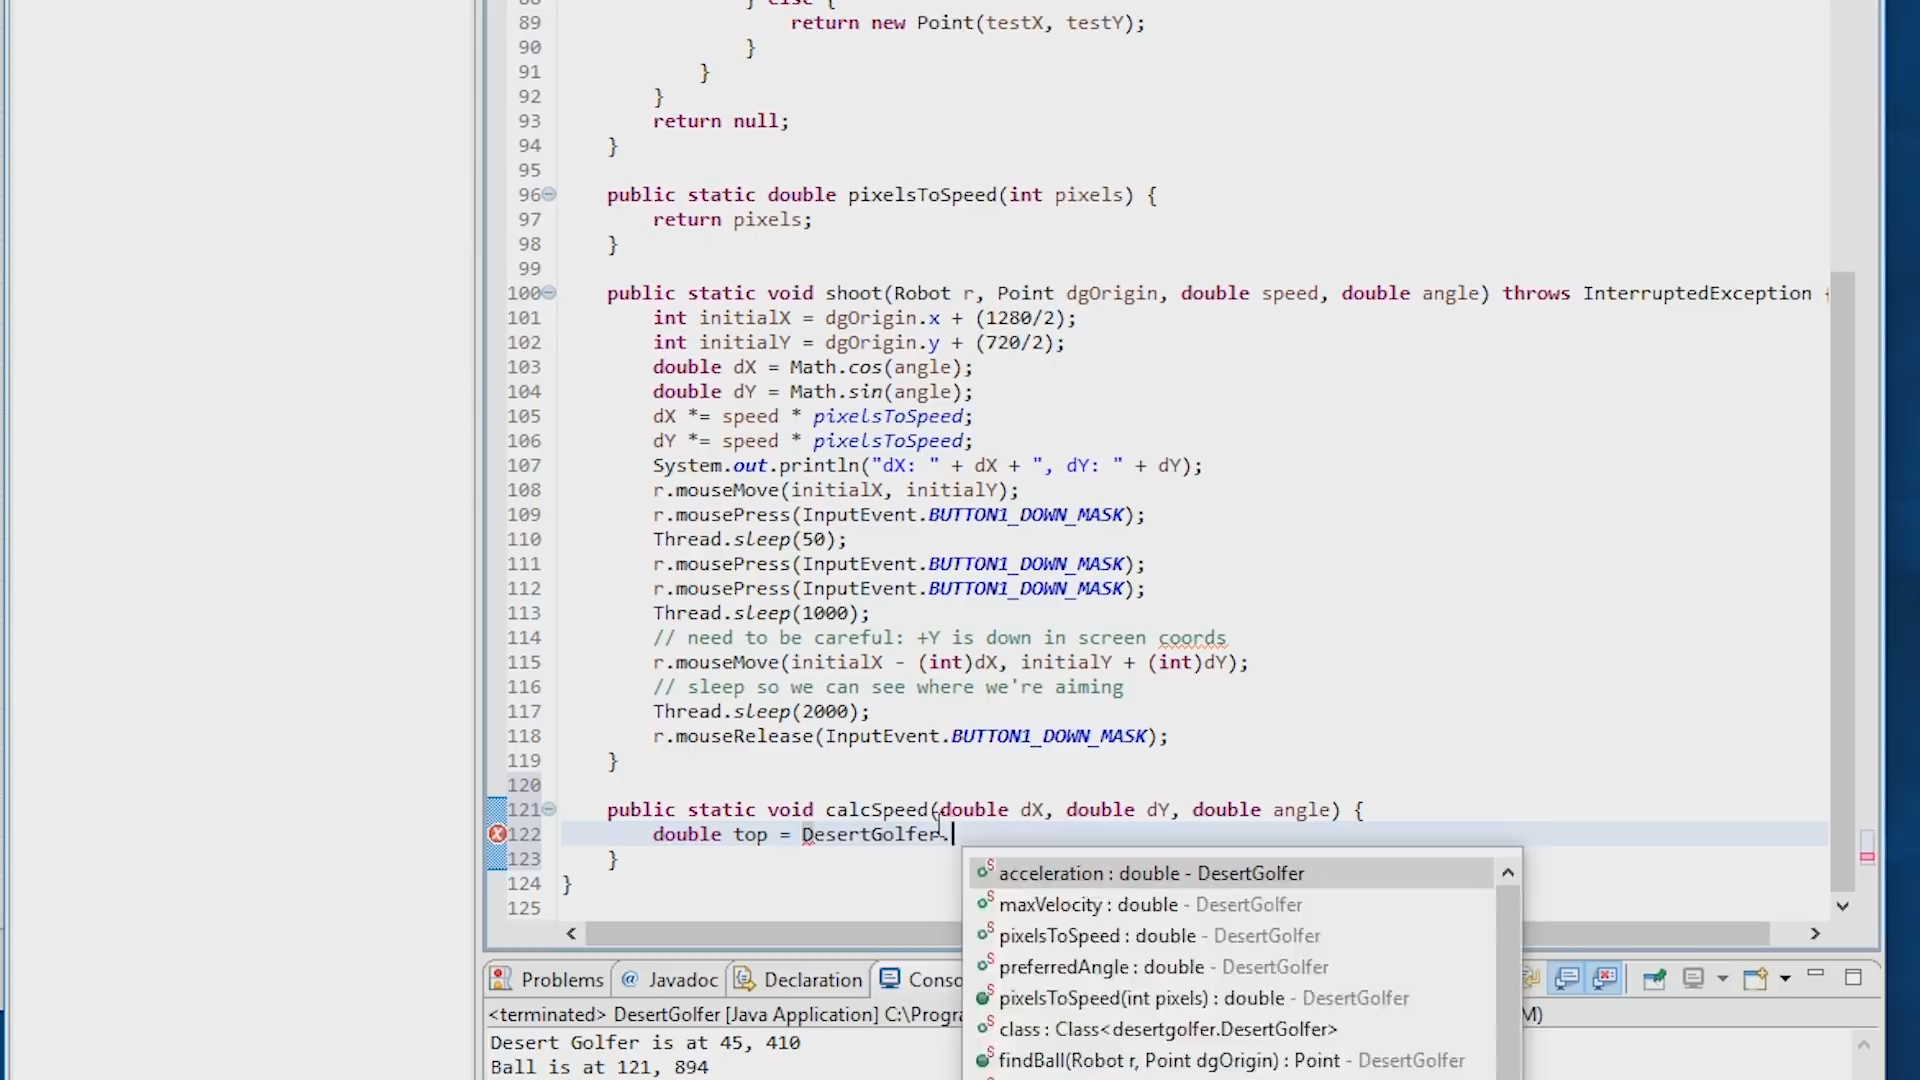 88 } else {
89 return new Point(testX, testY);
90 }
91 }
92 }
93 return null;
94 }
95
96 public static double pixelsToSpeed(int pixels) {
97 return pixels;
98 }
99
100 public static void shoot(Robot r, Point dgOrigin, double speed, double angle) throws InterruptedException {
101 int initialX = dgOrigin.x + (1280/2);
102 int initialY = dgOrigin.y + (720/2);
103 double dX = Math.cos(angle);
104 double dY = Math.sin(angle);
105 dX *= speed * pixelsToSpeed;
106 dY *= speed * pixelsToSpeed;
107 System.out.println("dX: " + dX + ", dY: " + dY);
108 r.mouseMove(initialX, initialY);
109 r.mousePress(InputEvent.BUTTON1_DOWN_MASK);
110 Thread.sleep(50);
111 r.mousePress(InputEvent.BUTTON1_DOWN_MASK);
112 r.mousePress(InputEvent.BUTTON1_DOWN_MASK);
113 Thread.sleep(1000);
114 // need to be careful: +Y is down in screen coords
115 r.mouseMove(initialX - (int)dX, initialY + (int)dY);
116 // sleep so we can see where we're aiming
117 Thread.sleep(2000);
118 r.mouseRelease(InputEvent.BUTTON1_DOWN_MASK);
119 }
120
121 public static void calcSpeed(double dX, double dY, double angle) {
122 double top = DesertGolfer.
123 }
124 }
125
acceleration : double - DesertGolfer
maxVelocity : double - DesertGolfer
pixelsToSpeed : double - DesertGolfer
preferredAngle : double - DesertGolfer
pixelsToSpeed(int pixels) : double - DesertGolfer
class : Class<desertgolfer.DesertGolfer>
findBall(Robot r, Point dgOrigin) : Point - DesertGolfer
Problems @ Javadoc Declaration Conso
<terminated> DesertGolfer [Java Application] C:\Progra M)
Desert Golfer is at 45, 410
Ball is at 121, 894